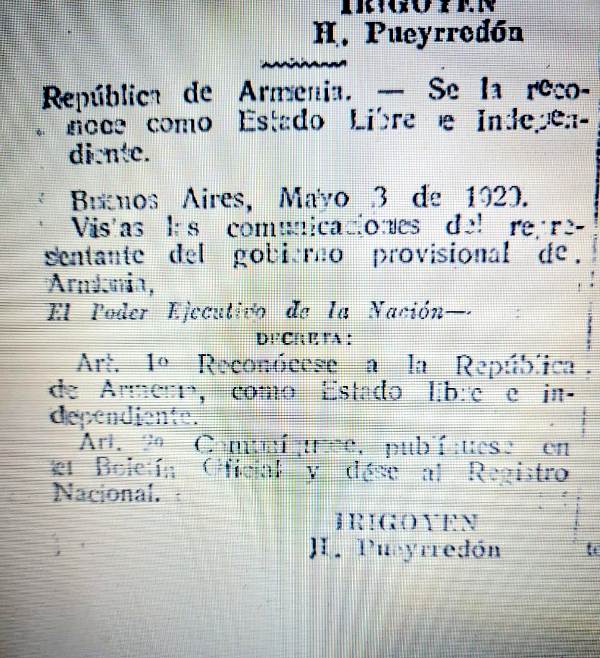 IRIGOYEN
H. Pueyrredón
República de Armenia. — Se la reco-
noce como Estado Libre e Indepen-
diente.
Buenos Aires, Mayo 3 de 1920.
Vistas las comunicaciones del repre-
sentante del gobierno provisional de
Armenia,
El Poder Ejecutivo de la Nación—
DECRETA:
Art. 1º Reconócese a la República
de Armenia, como Estado libre e in-
dependiente.
Art. 2º Comuníquese, publíquese en
el Boletín Oficial y dése al Registro
Nacional.
IRIGOYEN
H. Pueyrredón